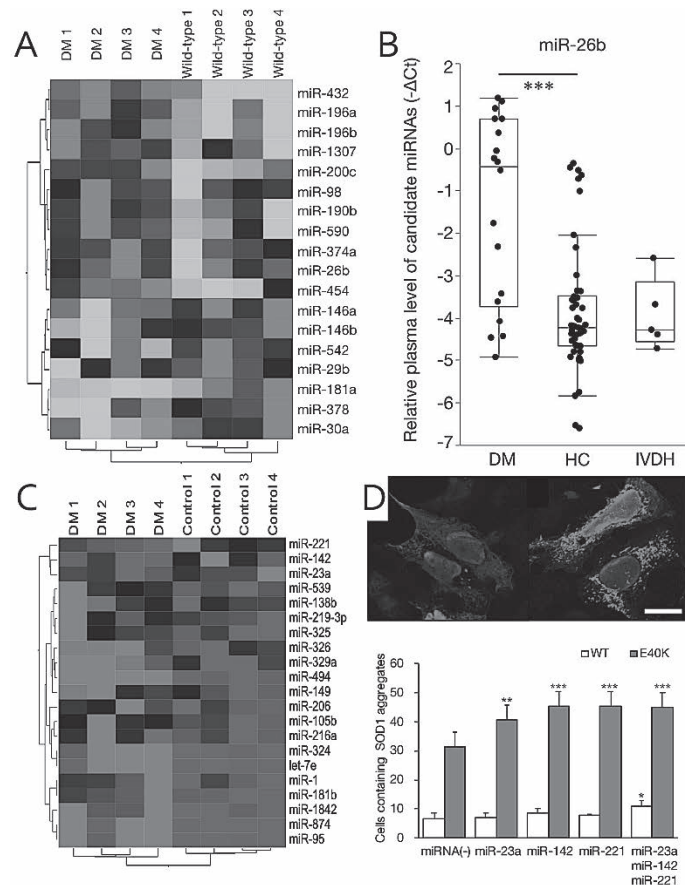 A
DM 1
DM 2
DM 3
DM 4
Wild-type 1
Wild-type 2
Wild-type 3
Wild-type 4
miR-432
miR-196a
miR-196b
miR-1307
miR-200c
miR-98
miR-190b
miR-590
miR-374a
miR-26b
miR-454
miR-146a
miR-146b
miR-542
miR-29b
miR-181a
miR-378
miR-30a
B
miR-26b
Relative plasma level of candidate miRNAs (-ΔCt)
2
1
0
-1
-2
-3
-4
-5
-6
-7
***
DM HC IVDH
C
DM 1
DM 2
DM 3
DM 4
Control 1
Control 2
Control 3
Control 4
miR-221
miR-142
miR-23a
miR-539
miR-138b
miR-219-3p
miR-325
miR-326
miR-329a
miR-494
miR-149
miR-206
miR-105b
miR-216a
miR-324
let-7e
miR-1
miR-181b
miR-1842
miR-874
miR-95
D
WT E40K
Cells containing SOD1 aggregates
60
50
40
30
20
10
0
**
***
***
***
*
miRNA(-) miR-23a miR-142 miR-221 miR-23a
miR-142
miR-221